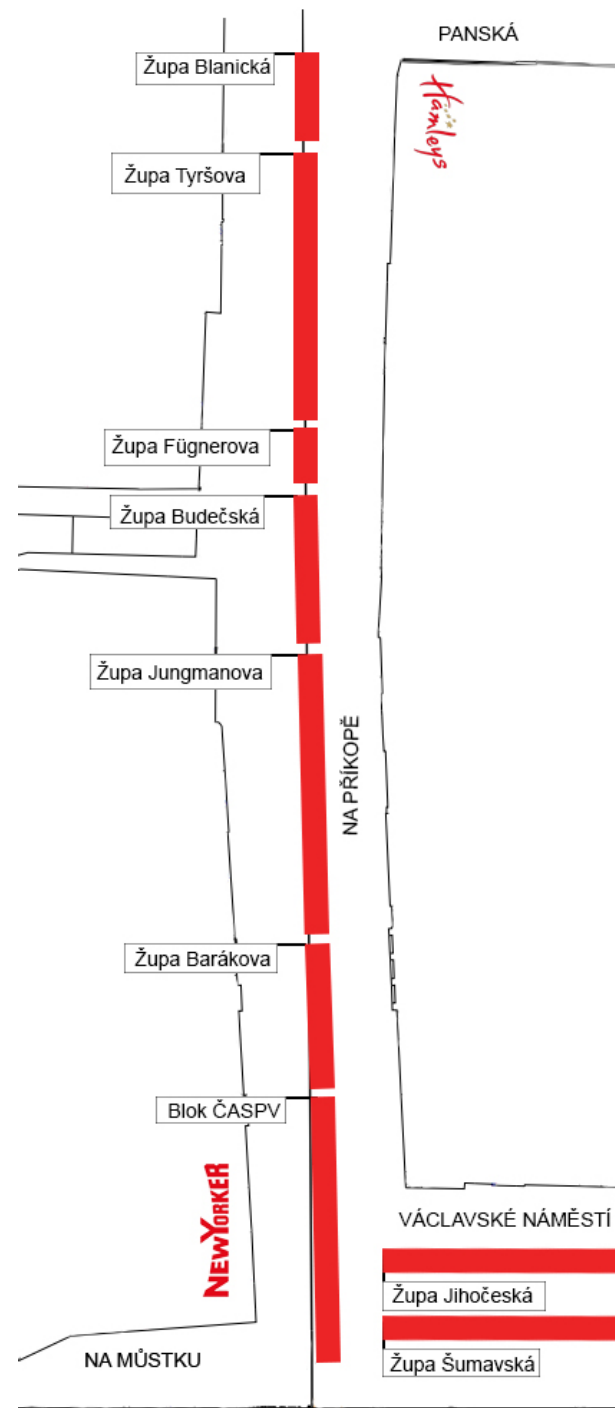 PANSKÁ
Župa Blanická
Hamleys
Župa Tyršova
Župa Fügnerova
Župa Budečská
Župa Jungmanova
NA PŘÍKOPĚ
Župa Barákova
Blok ČASPV
NEWYORKER
VÁCLAVSKÉ NÁMĚSTÍ
Župa Jihočeská
NA MŮSTKU
Župa Šumavská